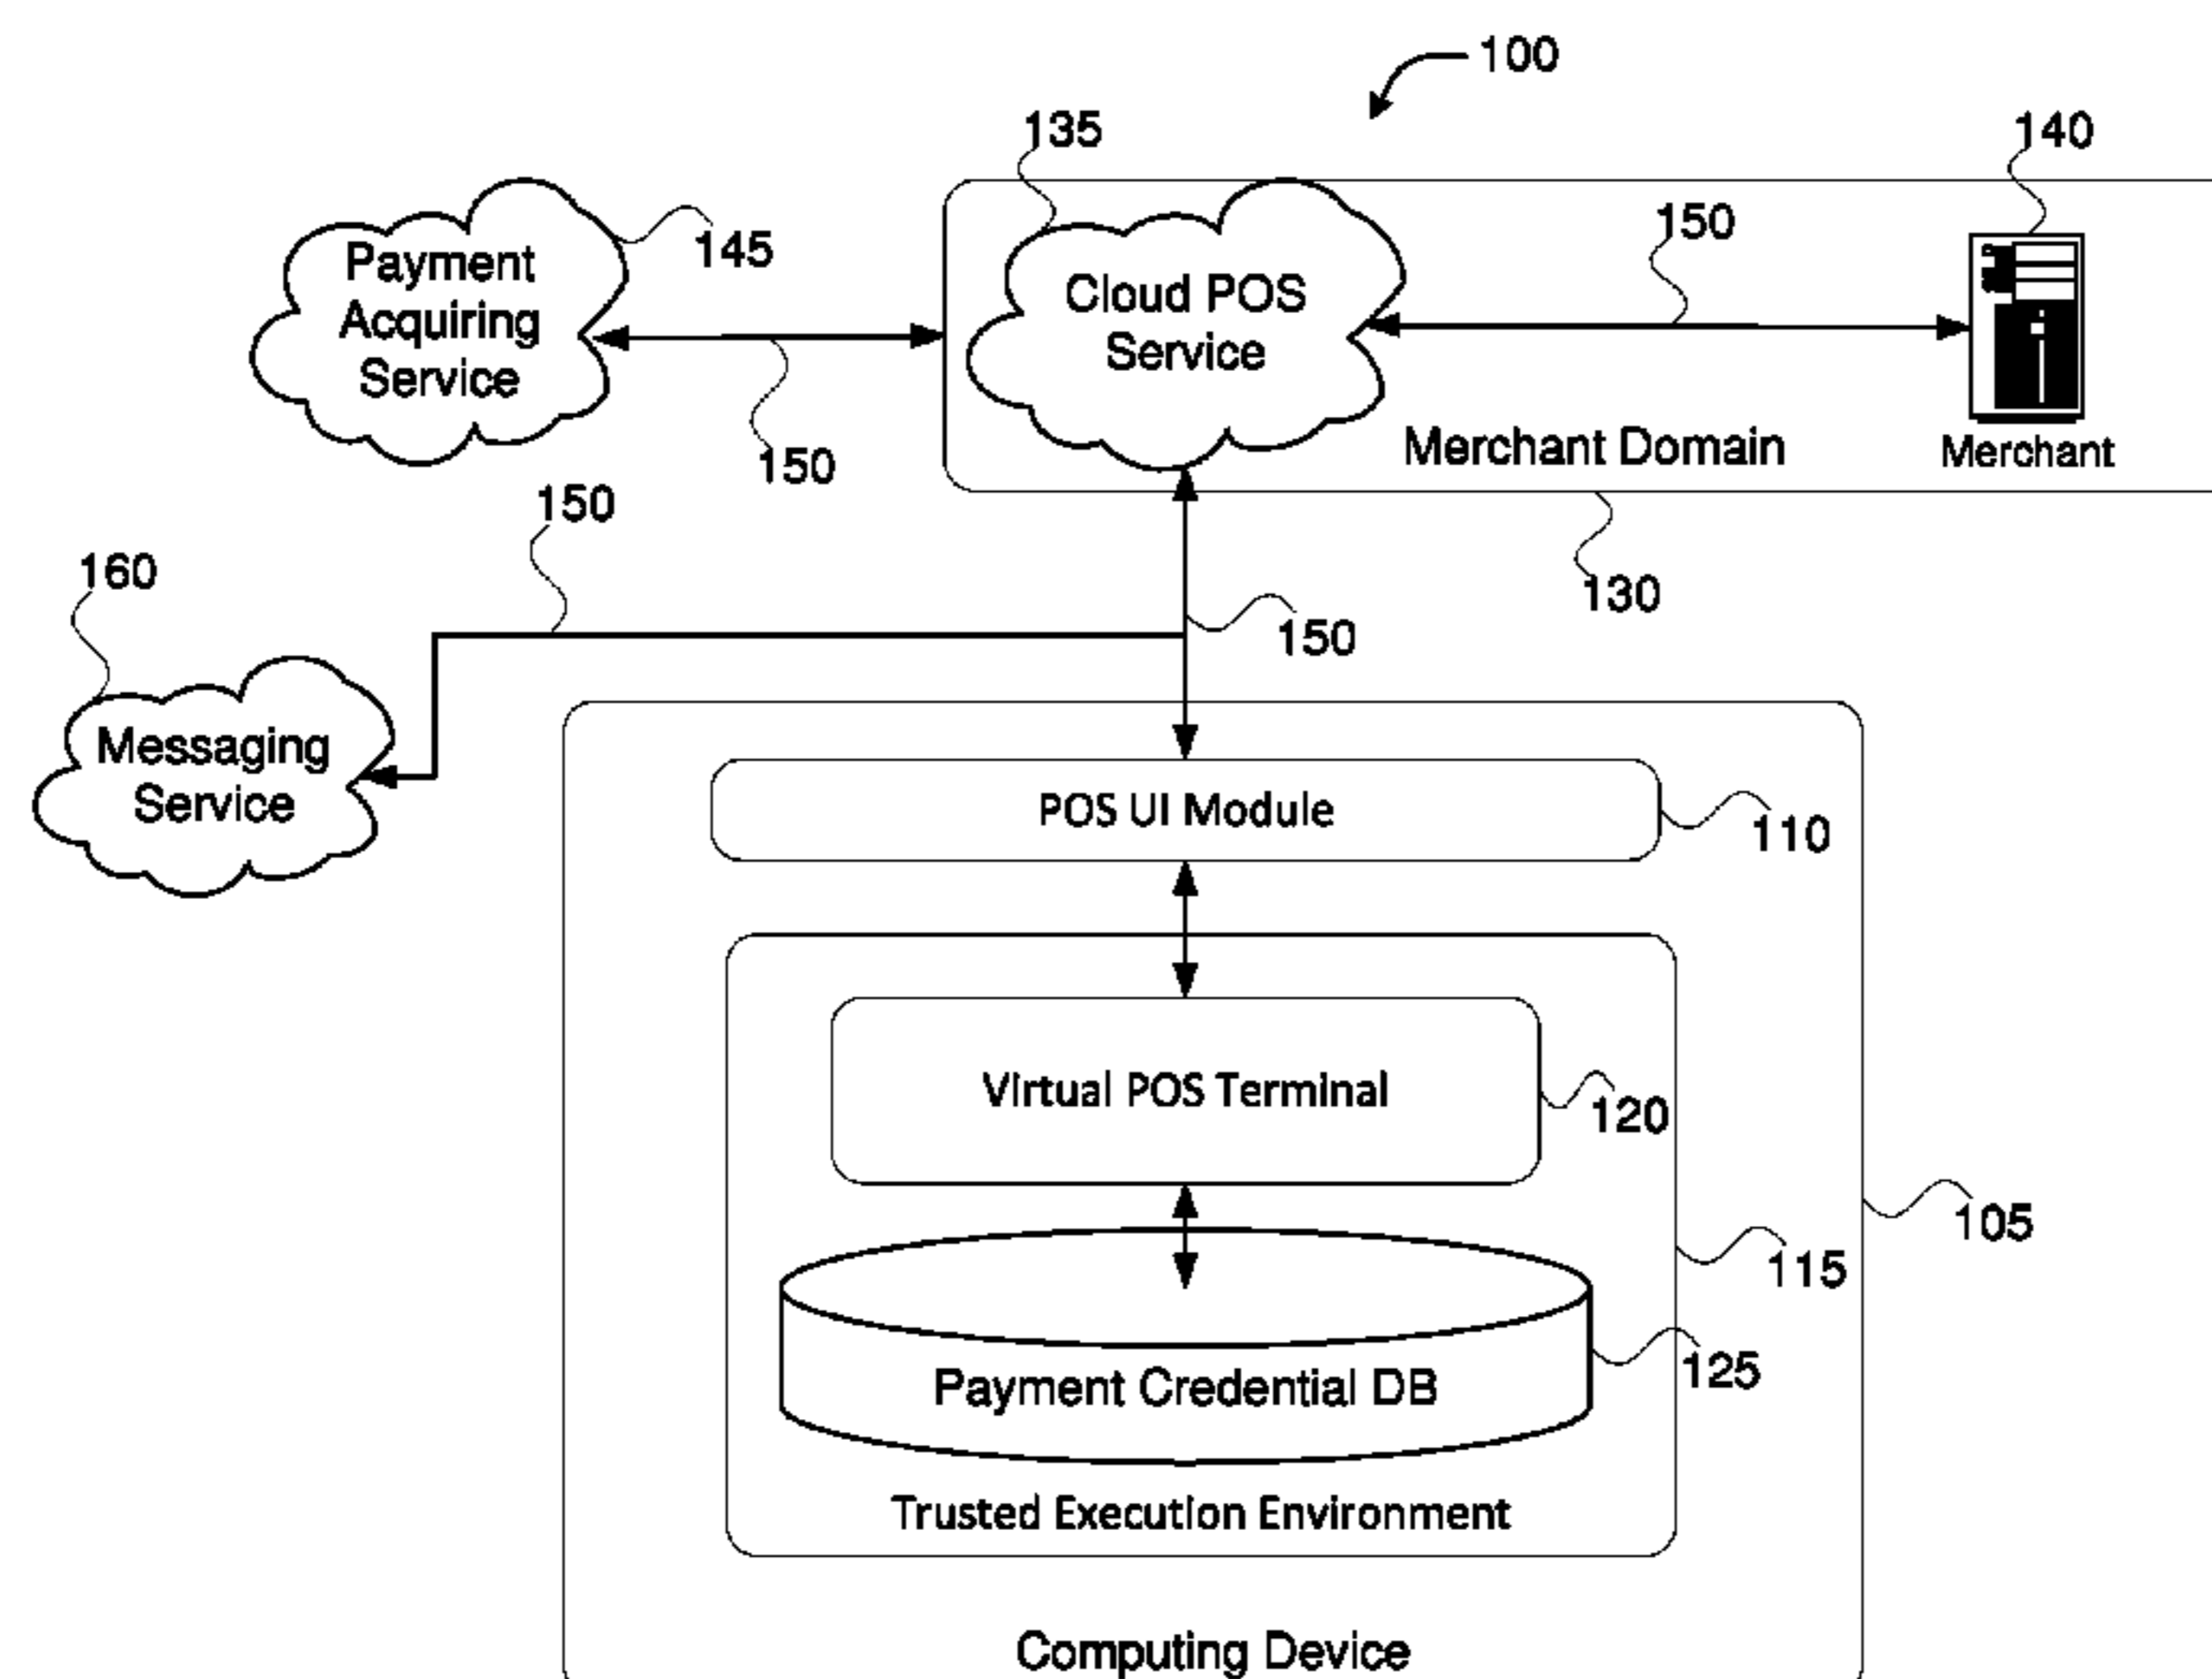 100
135
140
145
150
Payment
Acquiring
Service
Cloud POS
Service
Merchant Domain
Merchant
150
150
130
160
150
Messaging
Service
POS UI Module
110
Virtual POS Terminal
120
105
115
Payment Credential DB
125
Trusted Execution Environment
Computing Device